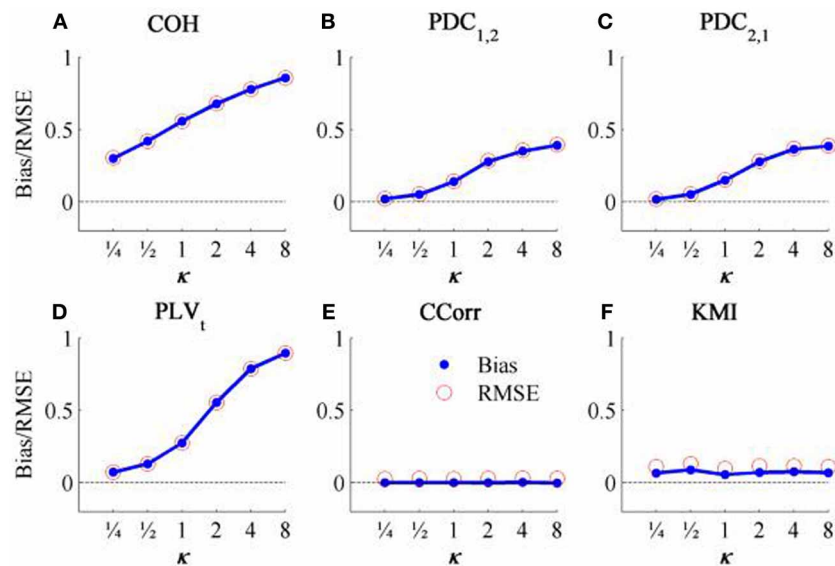 A COH
B PDC1,2
C PDC2,1
Bias/RMSE
1
0.5
0
¼ ½ 1 2 4 8
κ
1
0.5
0
¼ ½ 1 2 4 8
κ
1
0.5
0
¼ ½ 1 2 4 8
κ
D PLVt
E CCorr
F KMI
Bias/RMSE
1
0.5
0
¼ ½ 1 2 4 8
κ
1
0.5
0
Bias
RMSE
¼ ½ 1 2 4 8
κ
1
0.5
0
¼ ½ 1 2 4 8
κ